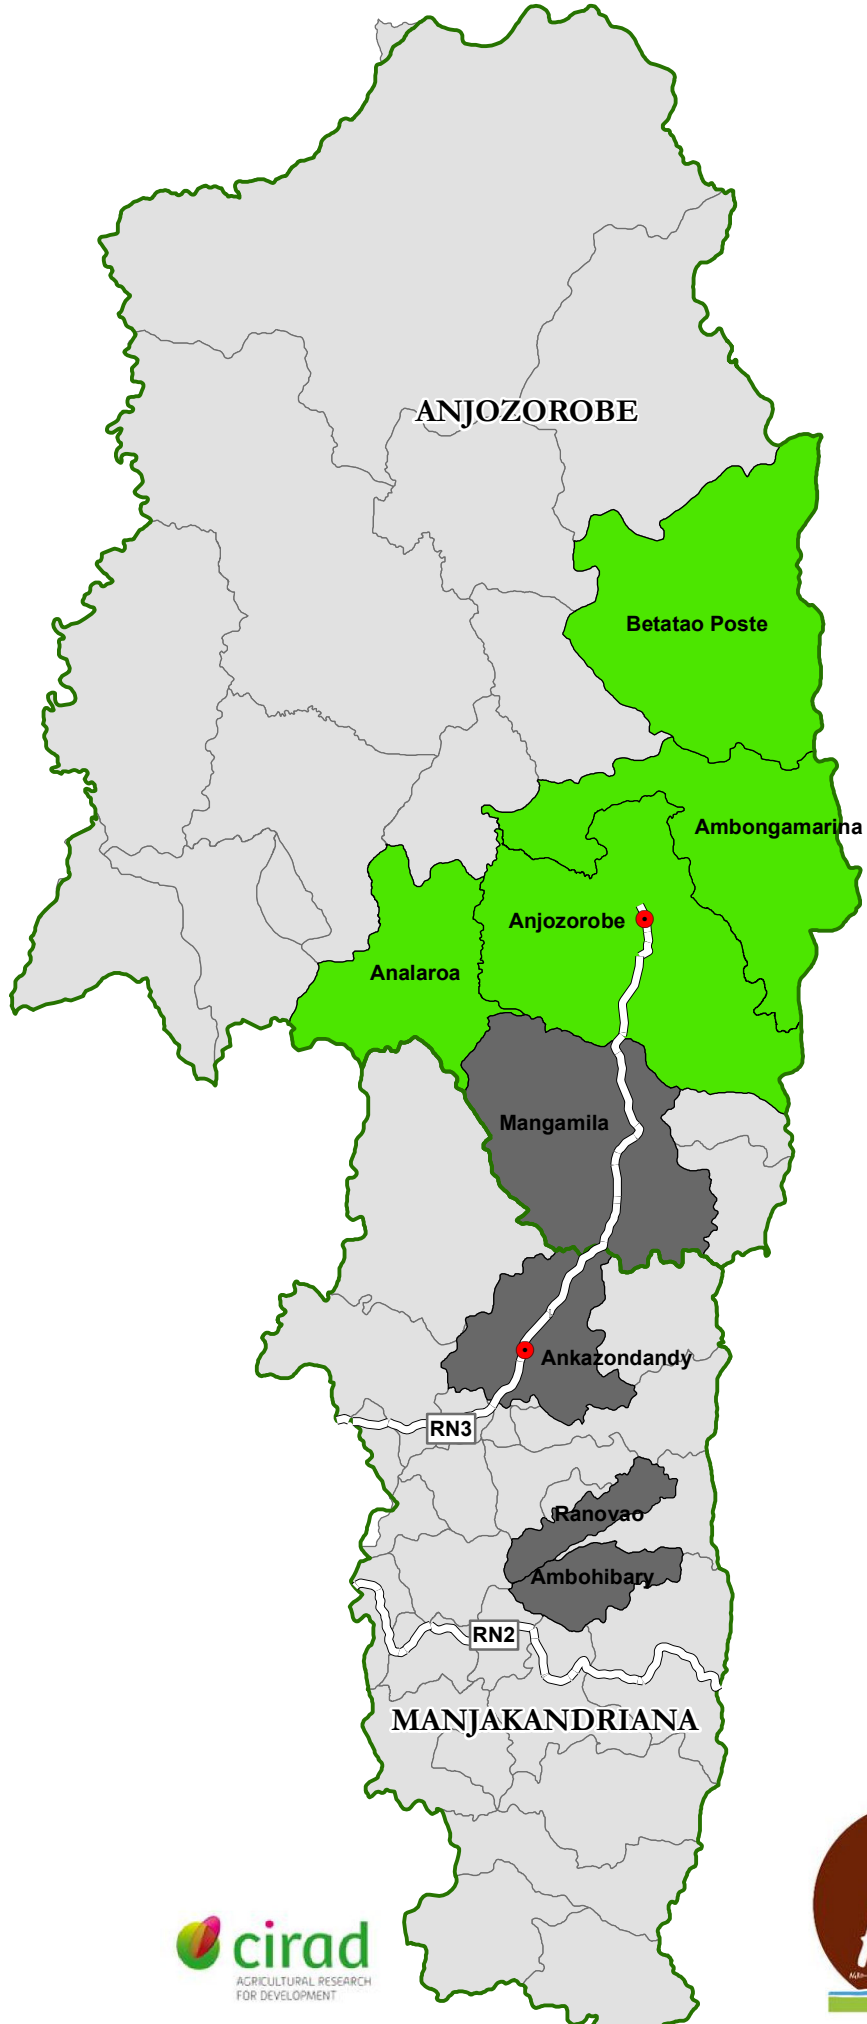 ANJOZOROBE
Betatao Poste
Ambongamarina
Anjozorobe
Analaroa
Mangamila
Ankazondandy
RN3
Ranovao
Ambohibary
RN2
MANJAKANDRIANA
cirad
AGRICULTURAL RESEARCH
FOR DEVELOPMENT